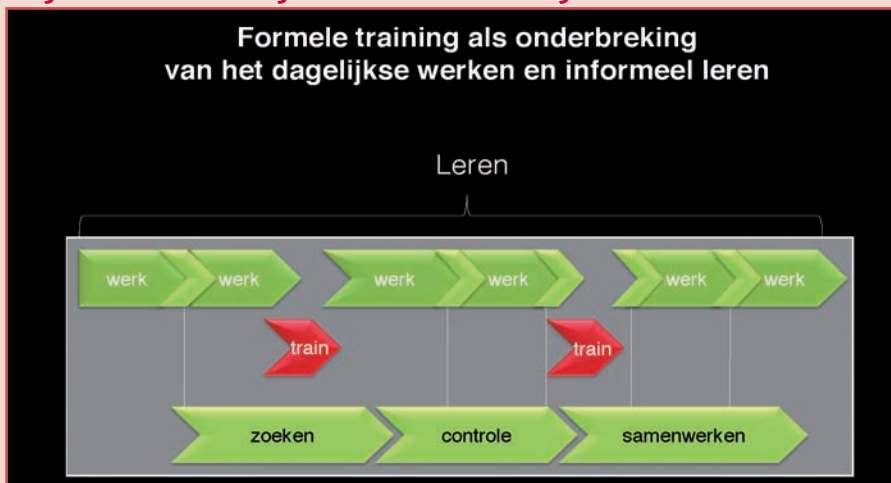 Formele training als onderbreking
van het dagelijkse werken en informeel leren
Leren
werk werk werk werk werk werk
train train
zoeken controle samenwerken